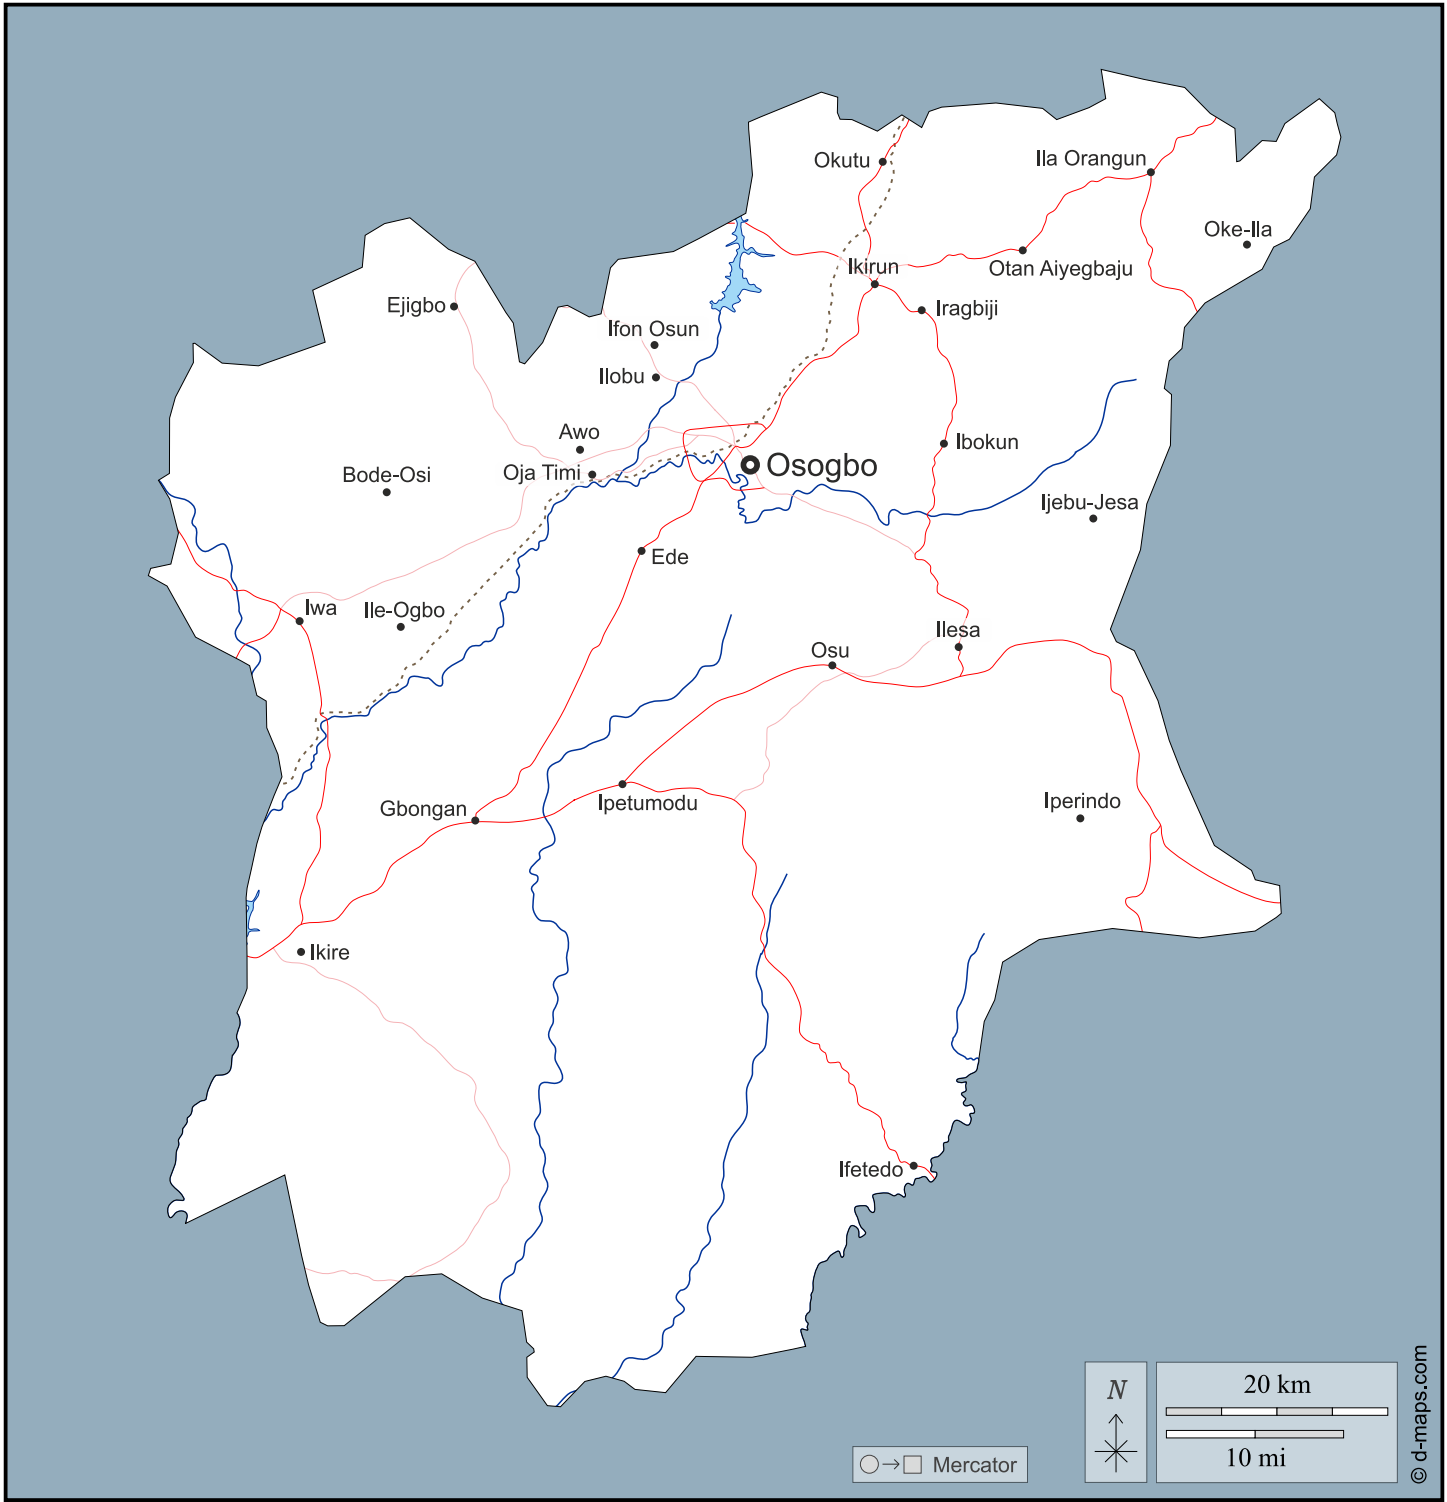 Okutu
Ila Orangun
Oke-Ila
Otan Aiyegbaju
Ikirun
Ejigbo
Iragbiji
Ifon Osun
Ilobu
Awo
Ibokun
Osogbo
Oja Timi
Bode-Osi
Ijebu-Jesa
Ede
Iwa
Ile-Ogbo
Ilesa
Osu
Iperindo
Ipetumodu
Gbongan
Ikire
Ifetedo
N
20 km
10 mi
Mercator
© d-maps.com